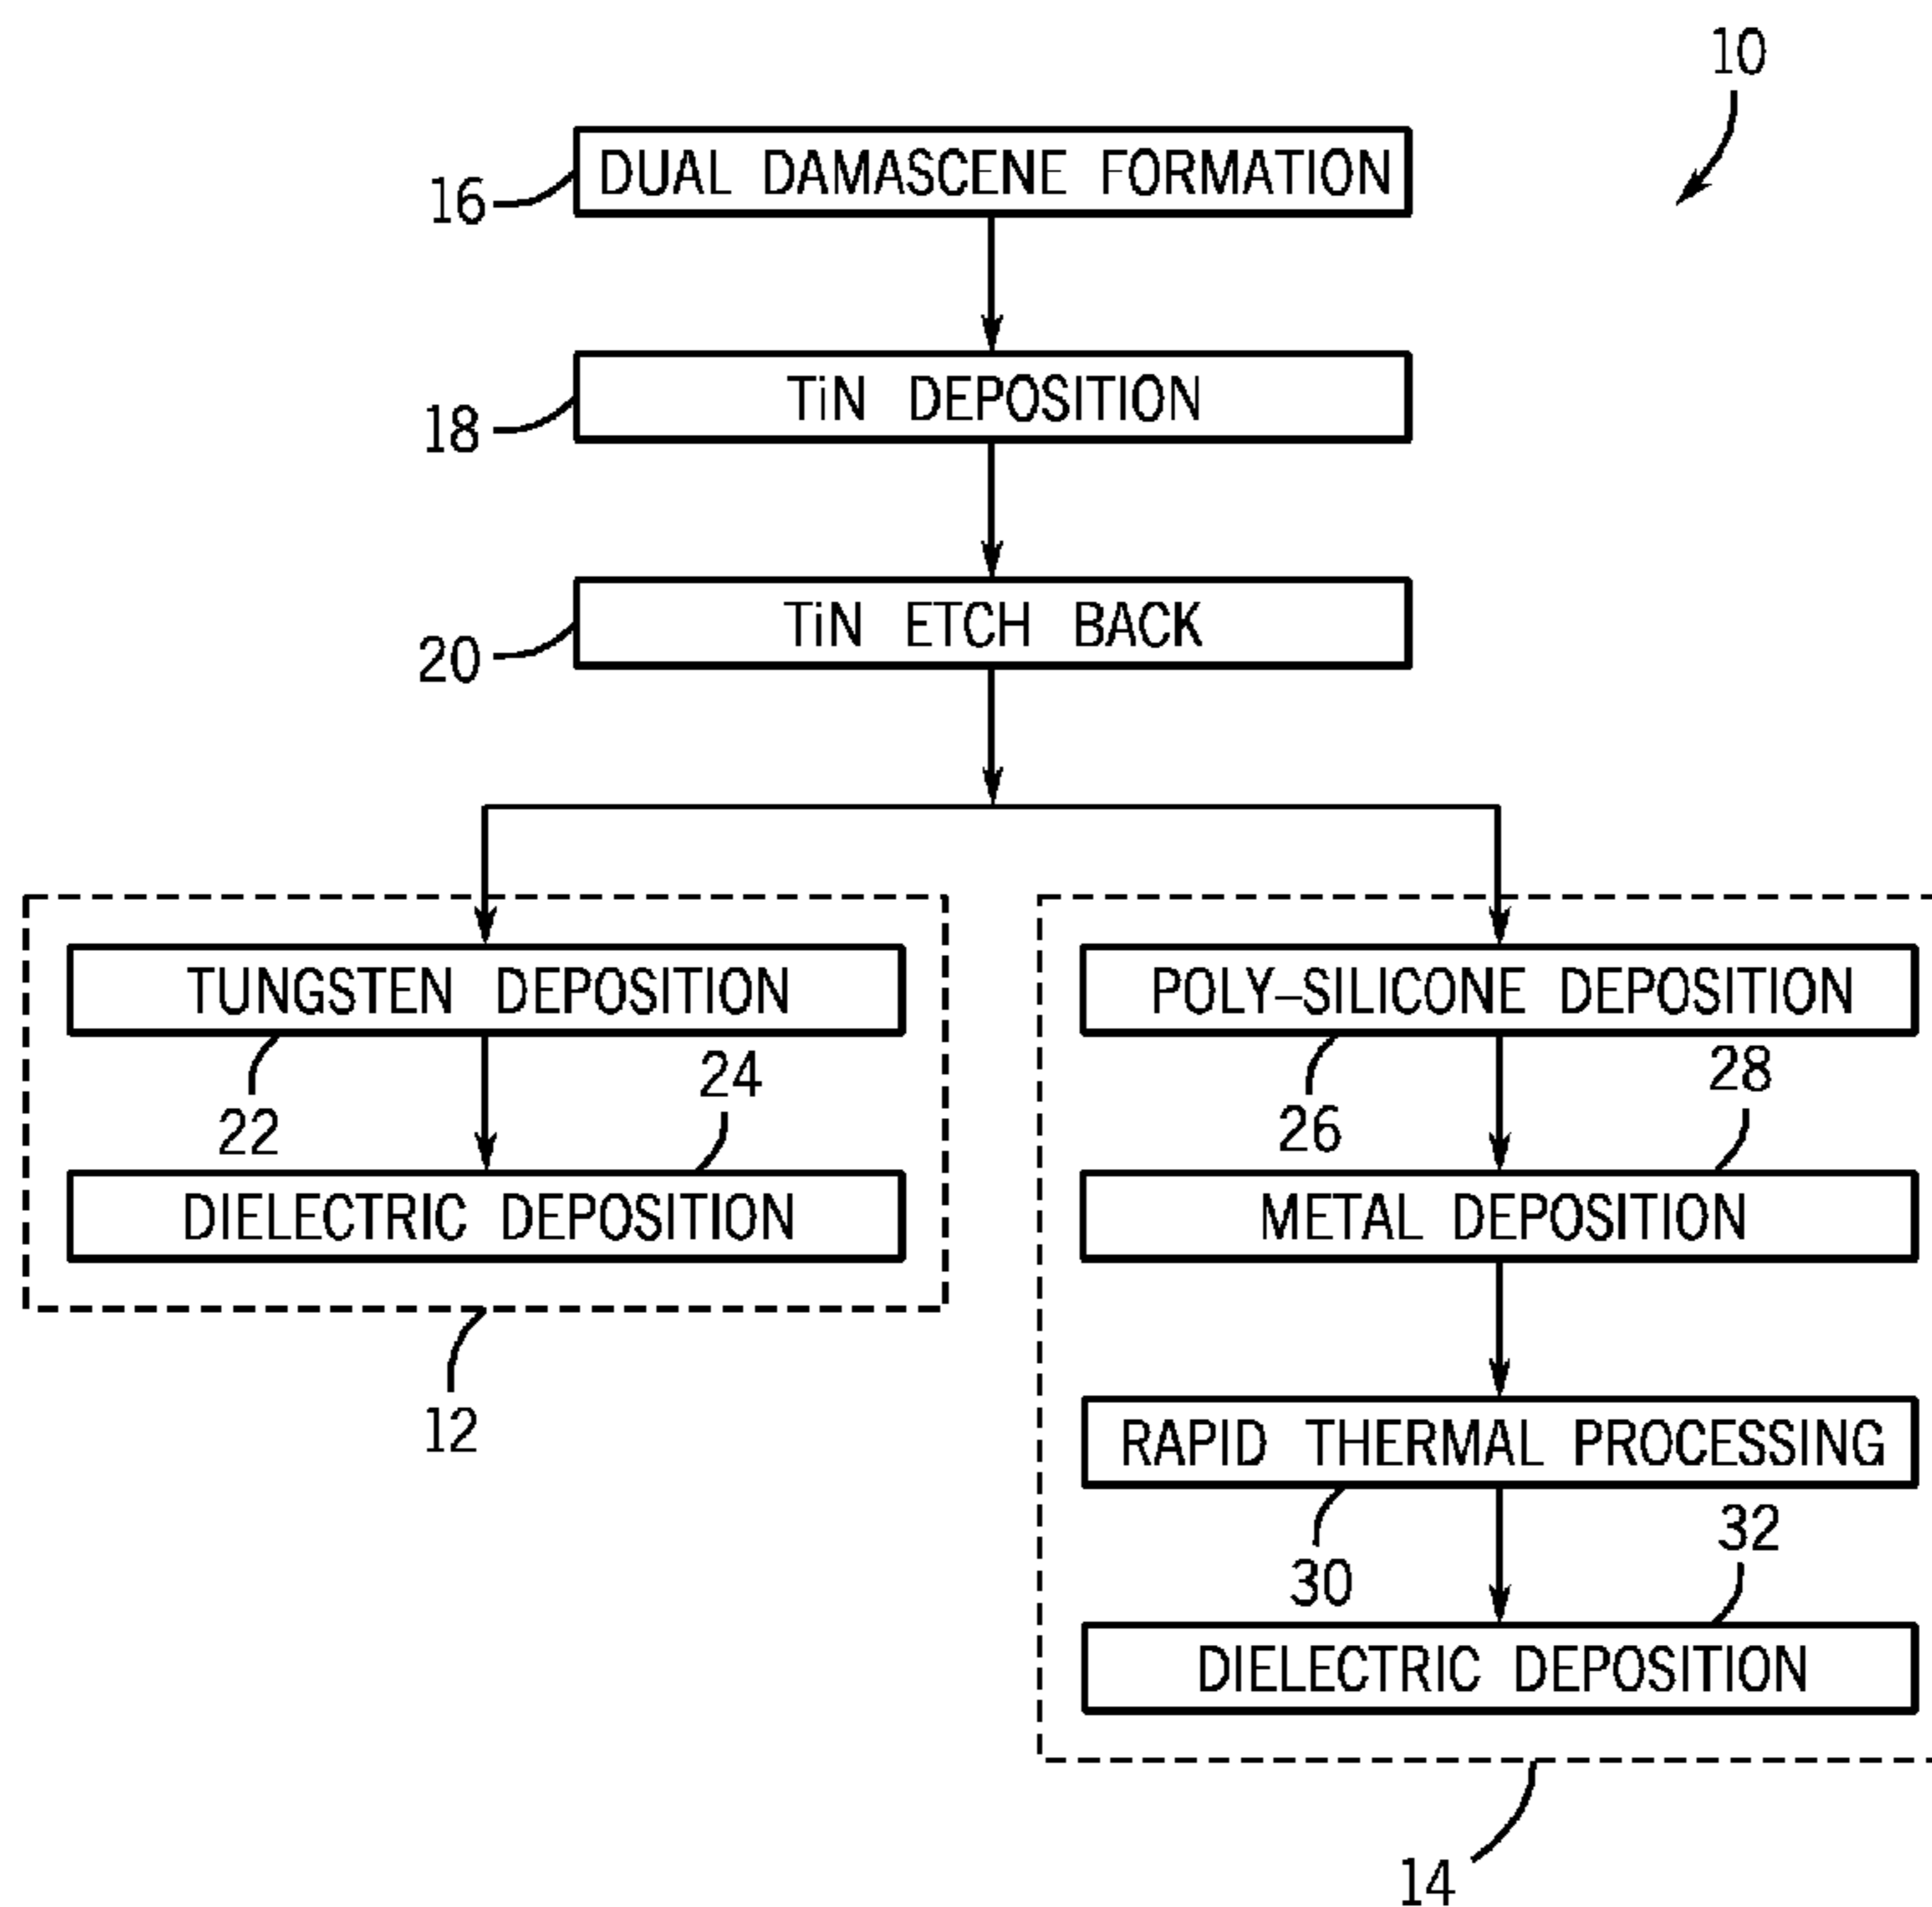 10
DUAL DAMASCENE FORMATION
16
TiN DEPOSITION
18
TiN ETCH BACK
20
TUNGSTEN DEPOSITION
22
24
DIELECTRIC DEPOSITION
12
POLY–SILICONE DEPOSITION
26
28
METAL DEPOSITION
RAPID THERMAL PROCESSING
30
32
DIELECTRIC DEPOSITION
14